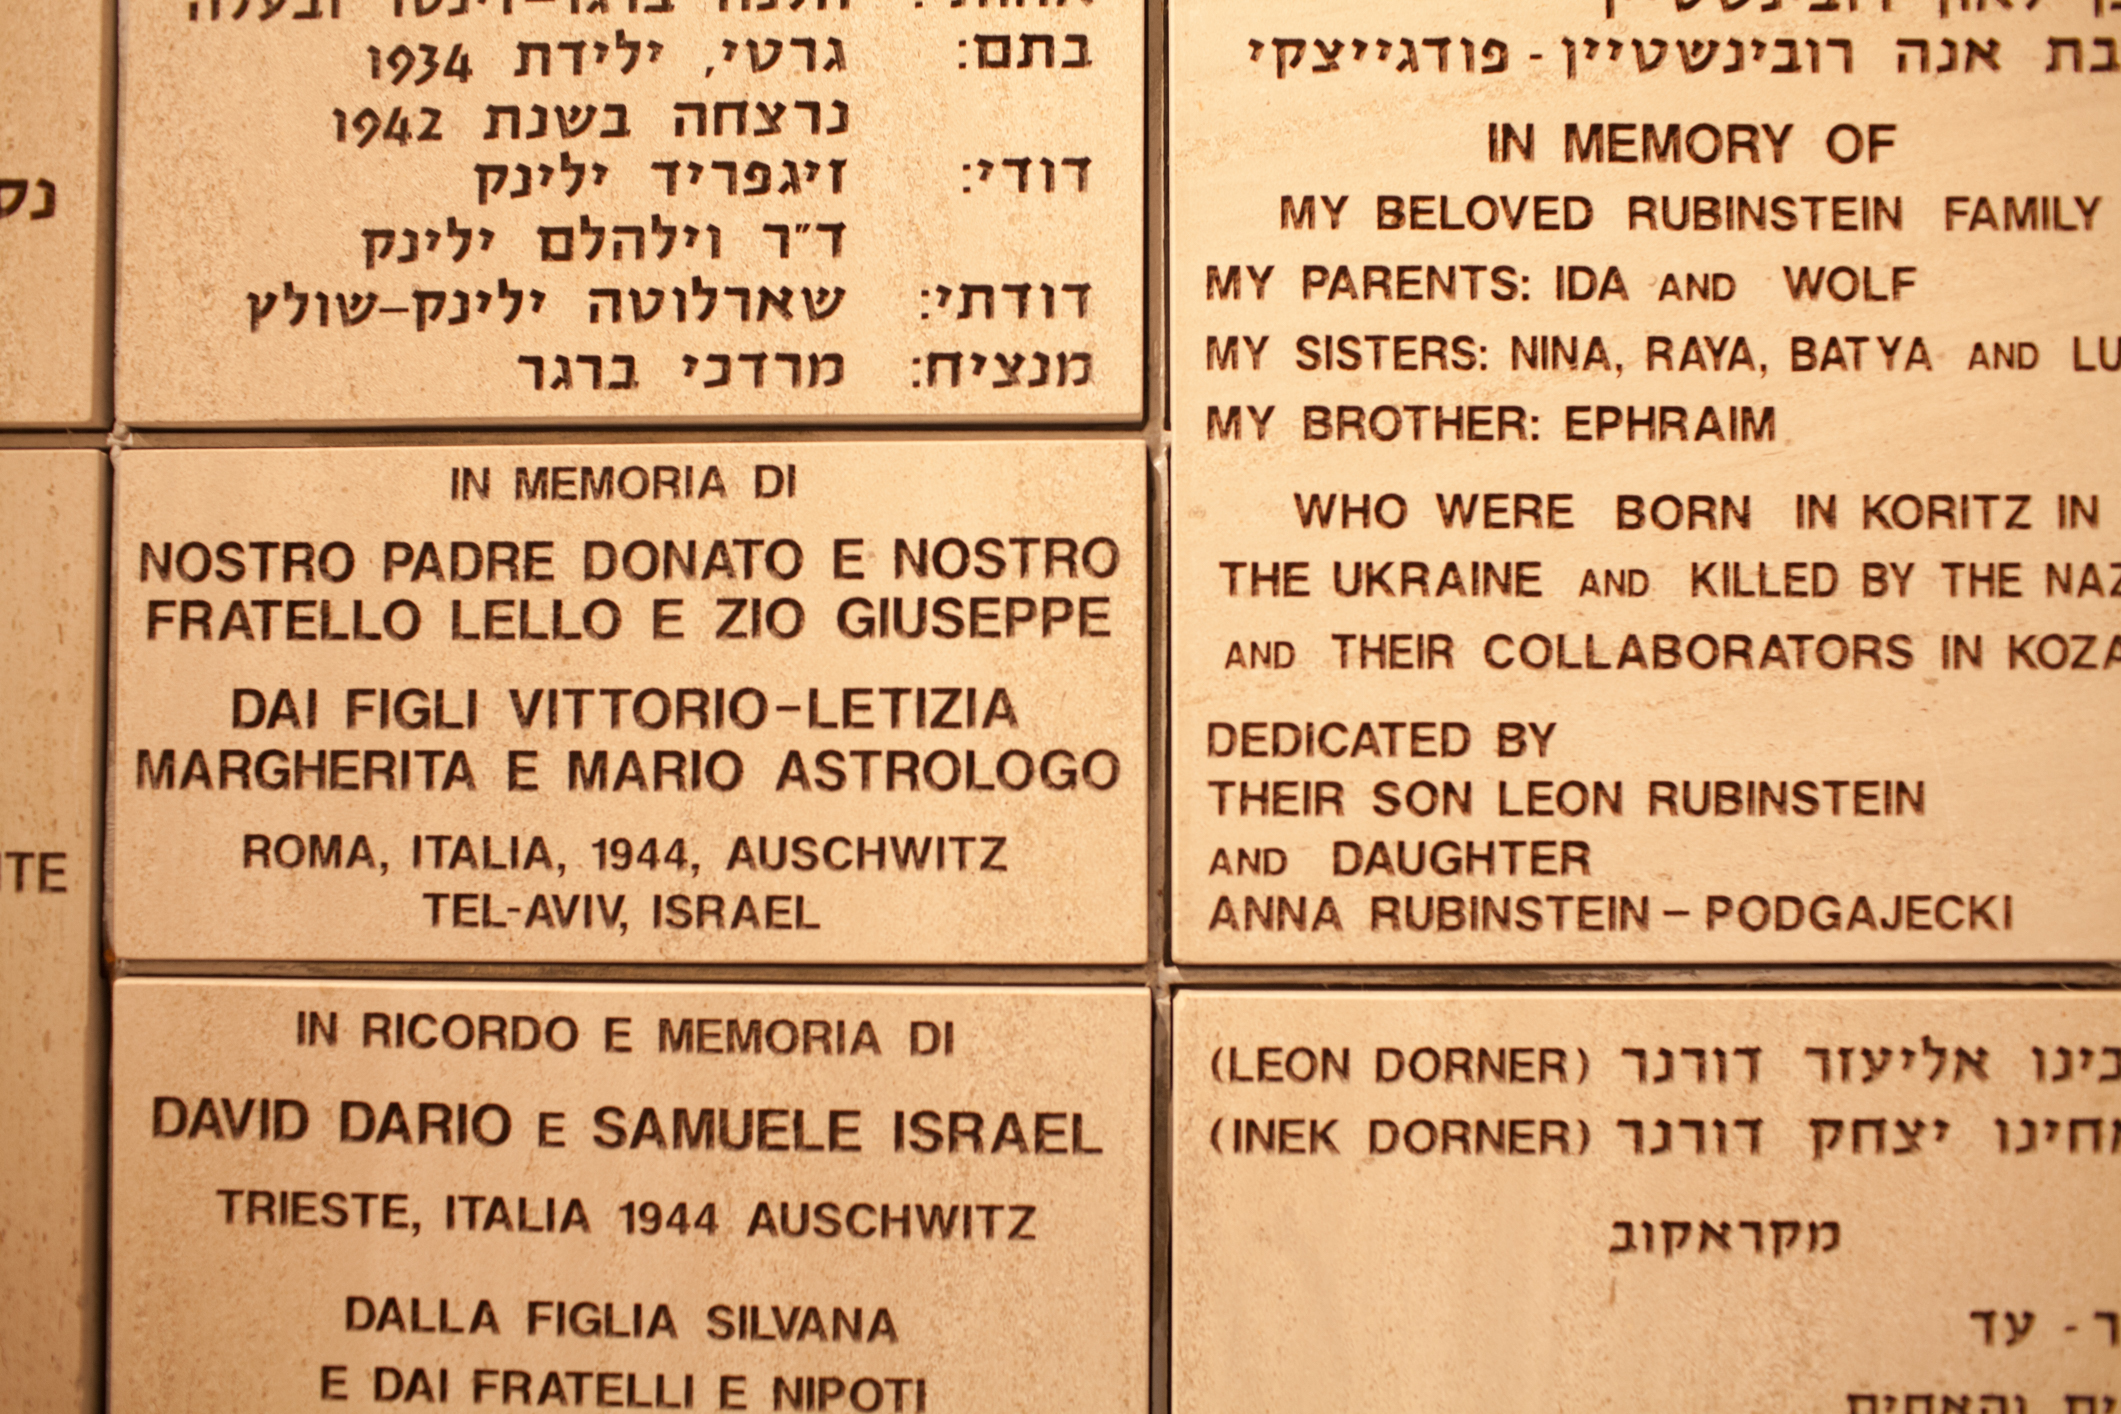 בתם: גרטי, ילידת 1934
נרצחה בשנת 1942
דודי: זיגפריד ילינק
ד״ר וילהלם ילינק
דודתי: שארלוטה ילינק–שולץ
מנציח: מרדכי ברגר
IN MEMORIA DI
NOSTRO PADRE DONATO E NOSTRO
FRATELLO LELLO E ZIO GIUSEPPE
DAI FIGLI VITTORIO–LETIZIA
MARGHERITA E MARIO ASTROLOGO
ROMA, ITALIA, 1944, AUSCHWITZ
TEL-AVIV, ISRAEL
IN RICORDO E MEMORIA DI
DAVID DARIO E SAMUELE ISRAEL
TRIESTE, ITALIA 1944 AUSCHWITZ
DALLA FIGLIA SILVANA
E DAI FRATELLI E NIPOTI
אנה רובינשטיין - פודגייצקי
IN MEMORY OF
MY BELOVED RUBINSTEIN FAMILY
MY PARENTS: IDA AND WOLF
MY SISTERS: NINA, RAYA, BATYA AND
MY BROTHER: EPHRAIM
WHO WERE BORN IN KORITZ IN
THE UKRAINE AND KILLED BY THE
AND THEIR COLLABORATORS IN
DEDICATED BY
THEIR SON LEON RUBINSTEIN
AND DAUGHTER
ANNA RUBINSTEIN – PODGAJECKI
אליעזר דורנר (LEON DORNER)
יצחק דורנר (INEK DORNER)
מקראקוב
עד